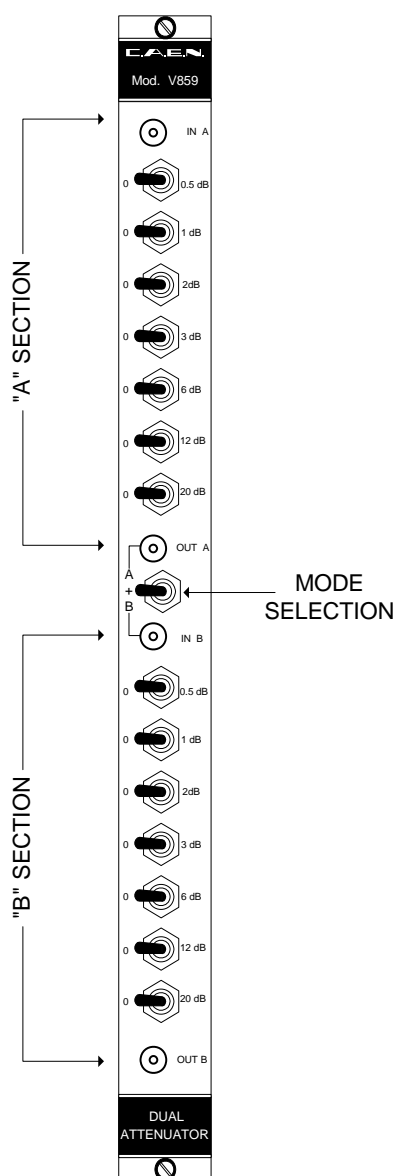 C.A.E.N.
Mod. V859
"A" SECTION
IN A
0 0.5 dB
0 1 dB
0 2dB
0 3 dB
0 6 dB
0 12 dB
0 20 dB
OUT A
A
+
B
MODE
SELECTION
IN B
"B" SECTION
0 0.5 dB
0 1 dB
0 2dB
0 3 dB
0 6 dB
0 12 dB
0 20 dB
OUT B
DUAL
ATTENUATOR